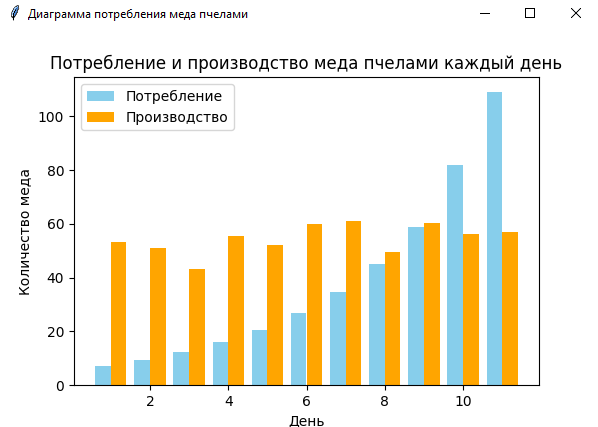 Диаграмма потребления меда пчелами
Потребление и производство меда пчелами каждый день
Потребление
Производство
Количество меда
100
80
60
40
20
0
2 4 6 8 10
День